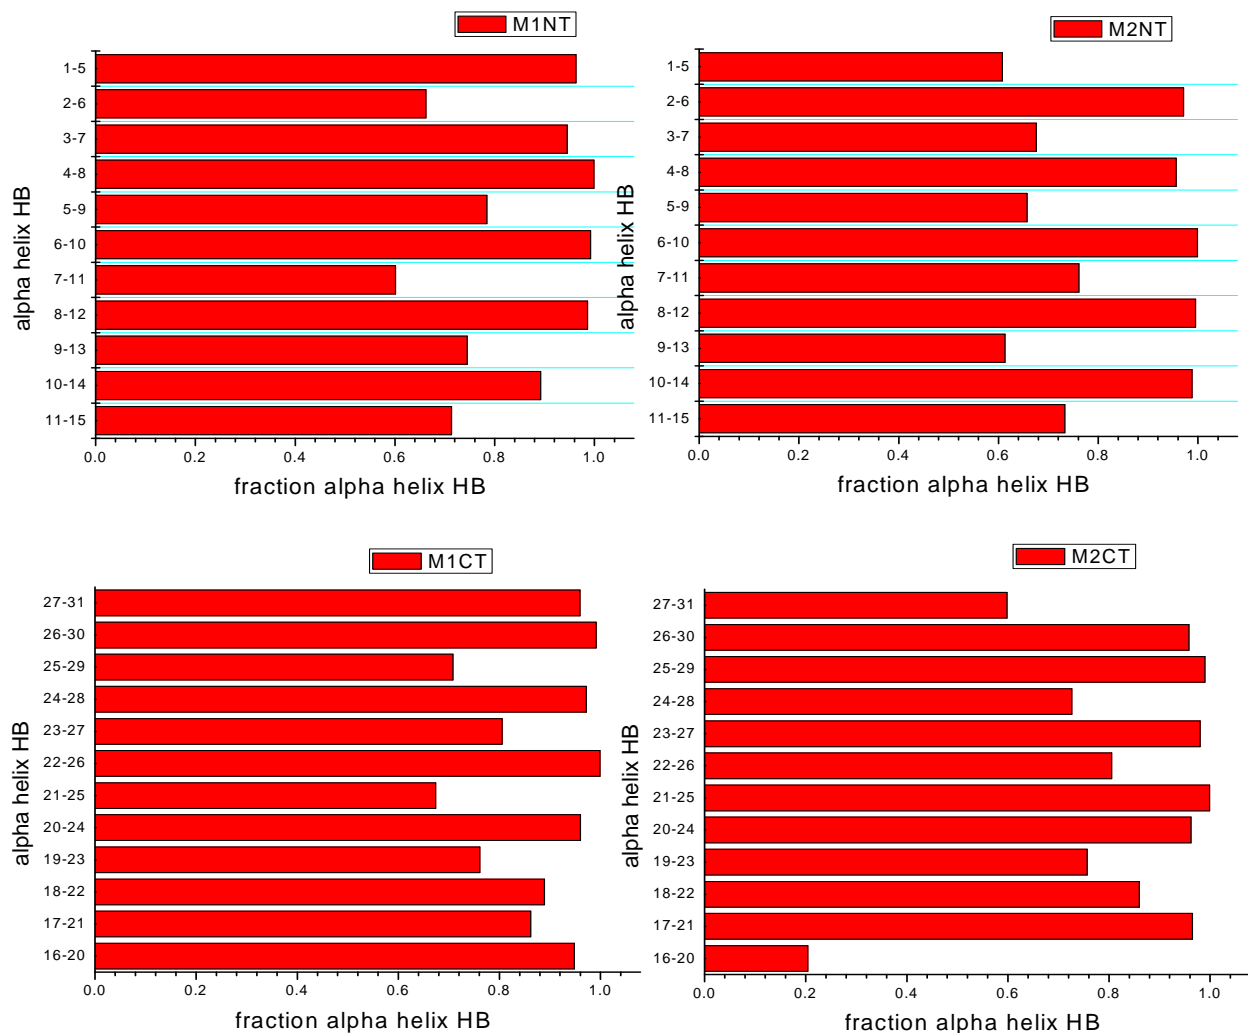 M1NT
alpha helix HB
1-5
2-6
3-7
4-8
5-9
6-10
7-11
8-12
9-13
10-14
11-15
0.0 0.2 0.4 0.6 0.8 1.0
fraction alpha helix HB
M2NT
alpha helix HB
1-5
2-6
3-7
4-8
5-9
6-10
7-11
8-12
9-13
10-14
11-15
0.0 0.2 0.4 0.6 0.8 1.0
fraction alpha helix HB
M1CT
alpha helix HB
27-31
26-30
25-29
24-28
23-27
22-26
21-25
20-24
19-23
18-22
17-21
16-20
0.0 0.2 0.4 0.6 0.8 1.0
fraction alpha helix HB
M2CT
alpha helix HB
27-31
26-30
25-29
24-28
23-27
22-26
21-25
20-24
19-23
18-22
17-21
16-20
0.0 0.2 0.4 0.6 0.8 1.0
fraction alpha helix HB